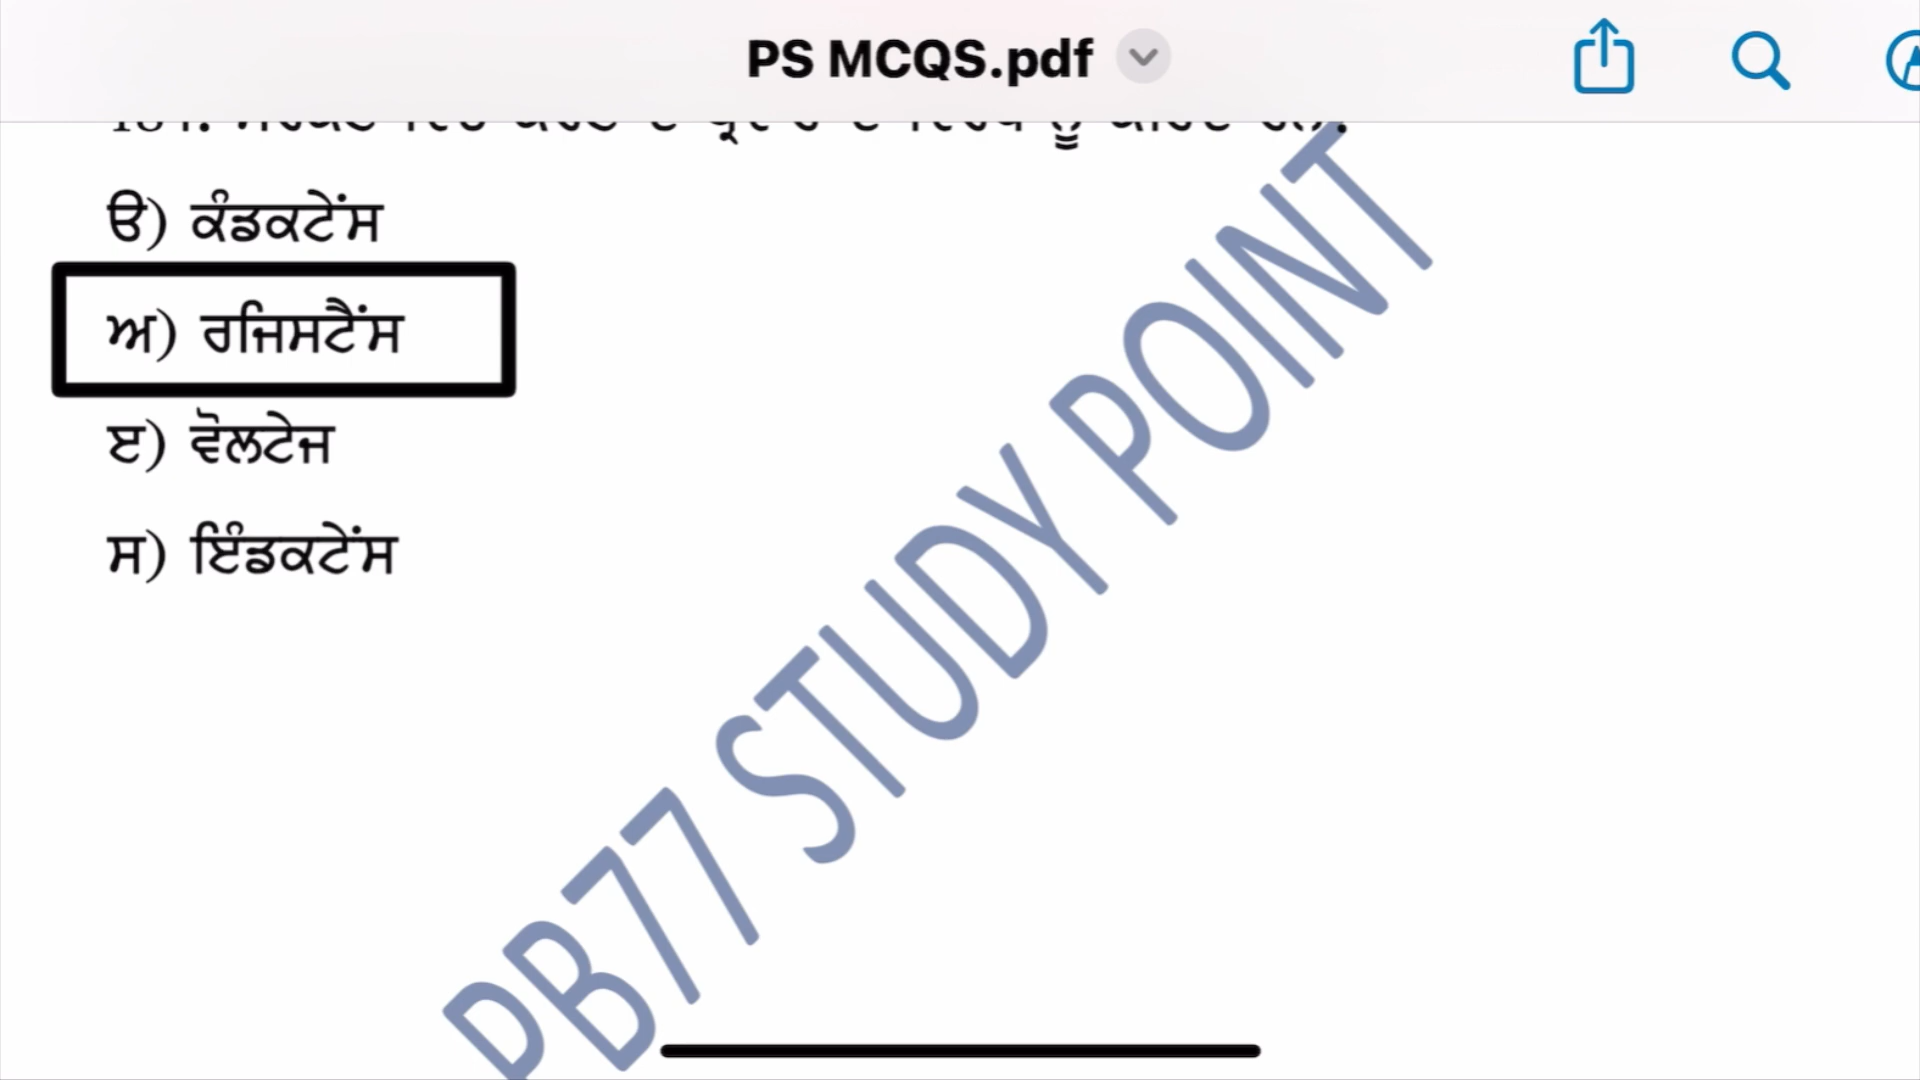 PS MCQS.pdf
ੳ) ਕੰਡਕਟੇਂਸ
ਅ) ਰਜਿਸਟੈਂਸ
ੲ) ਵੋਲਟੇਜ
ਸ) ਇੰਡਕਟੇਂਸ
PB77 STUDY POINT